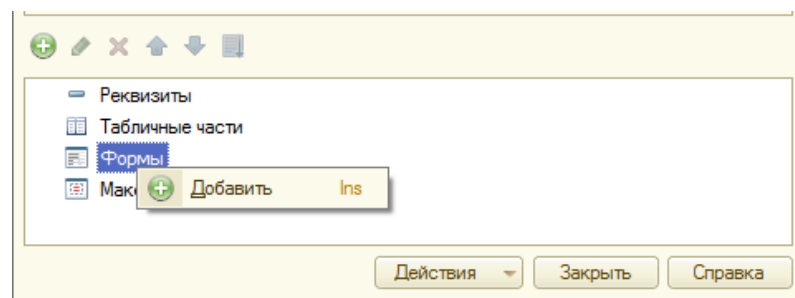 Реквизиты
Табличные части
Формы
Добавить Ins
Действия Закрыть Справка